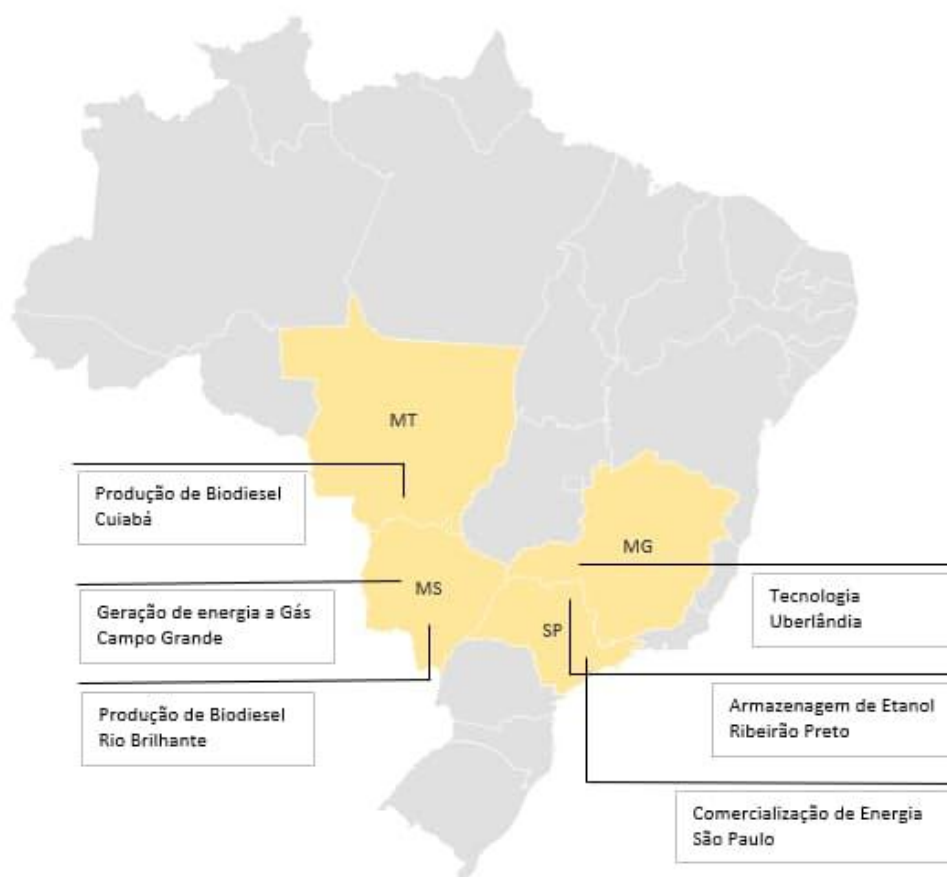 MT
Produção de Biodiesel
Cuiabá
MG
MS
Tecnologia
Uberlândia
Geração de energia a Gás
Campo Grande
SP
Armazenagem de Etanol
Ribeirão Preto
Produção de Biodiesel
Rio Brilhante
Comercialização de Energia
São Paulo